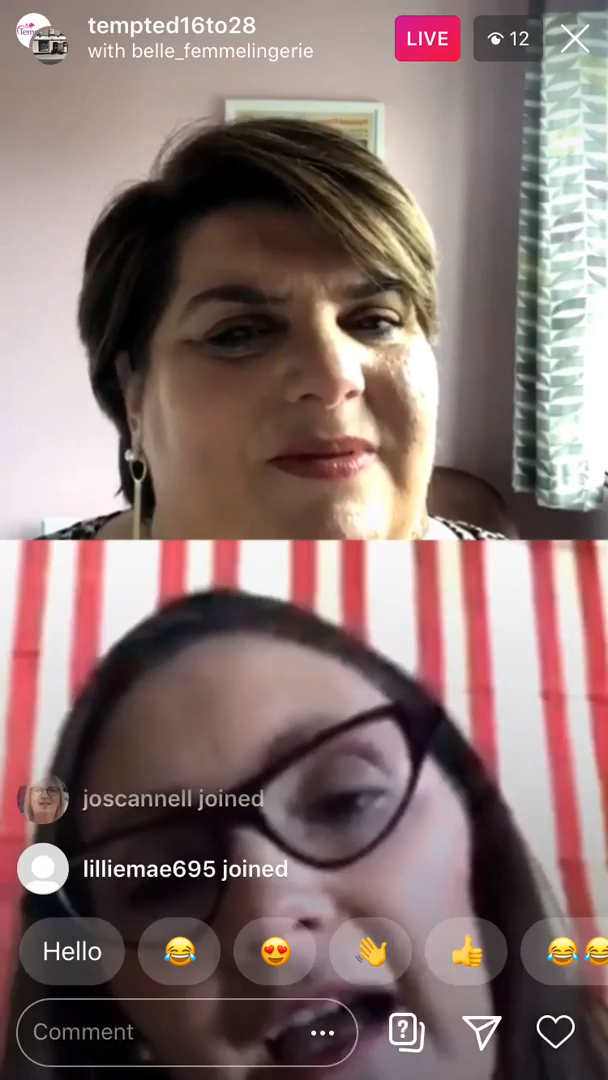 tempted16to28
with belle_femmelingerie
LIVE
12
joscannell joined
lilliemae695 joined
Hello
Comment